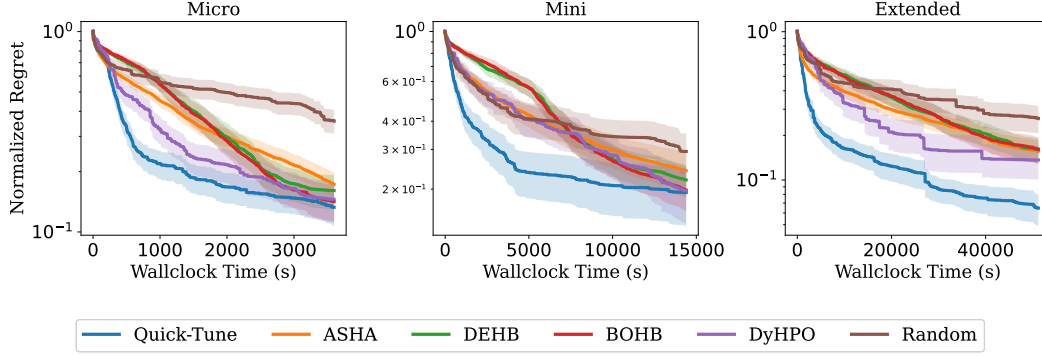 Micro
Mini
Extended
Normalized Regret
10⁰
10⁻¹
0
1000
2000
3000
Wallclock Time (s)
10⁰
6 × 10⁻¹
4 × 10⁻¹
3 × 10⁻¹
2 × 10⁻¹
0
5000
10000
15000
Wallclock Time (s)
10⁰
10⁻¹
0
20000
40000
Wallclock Time (s)
Quick-Tune
ASHA
DEHB
BOHB
DyHPO
Random